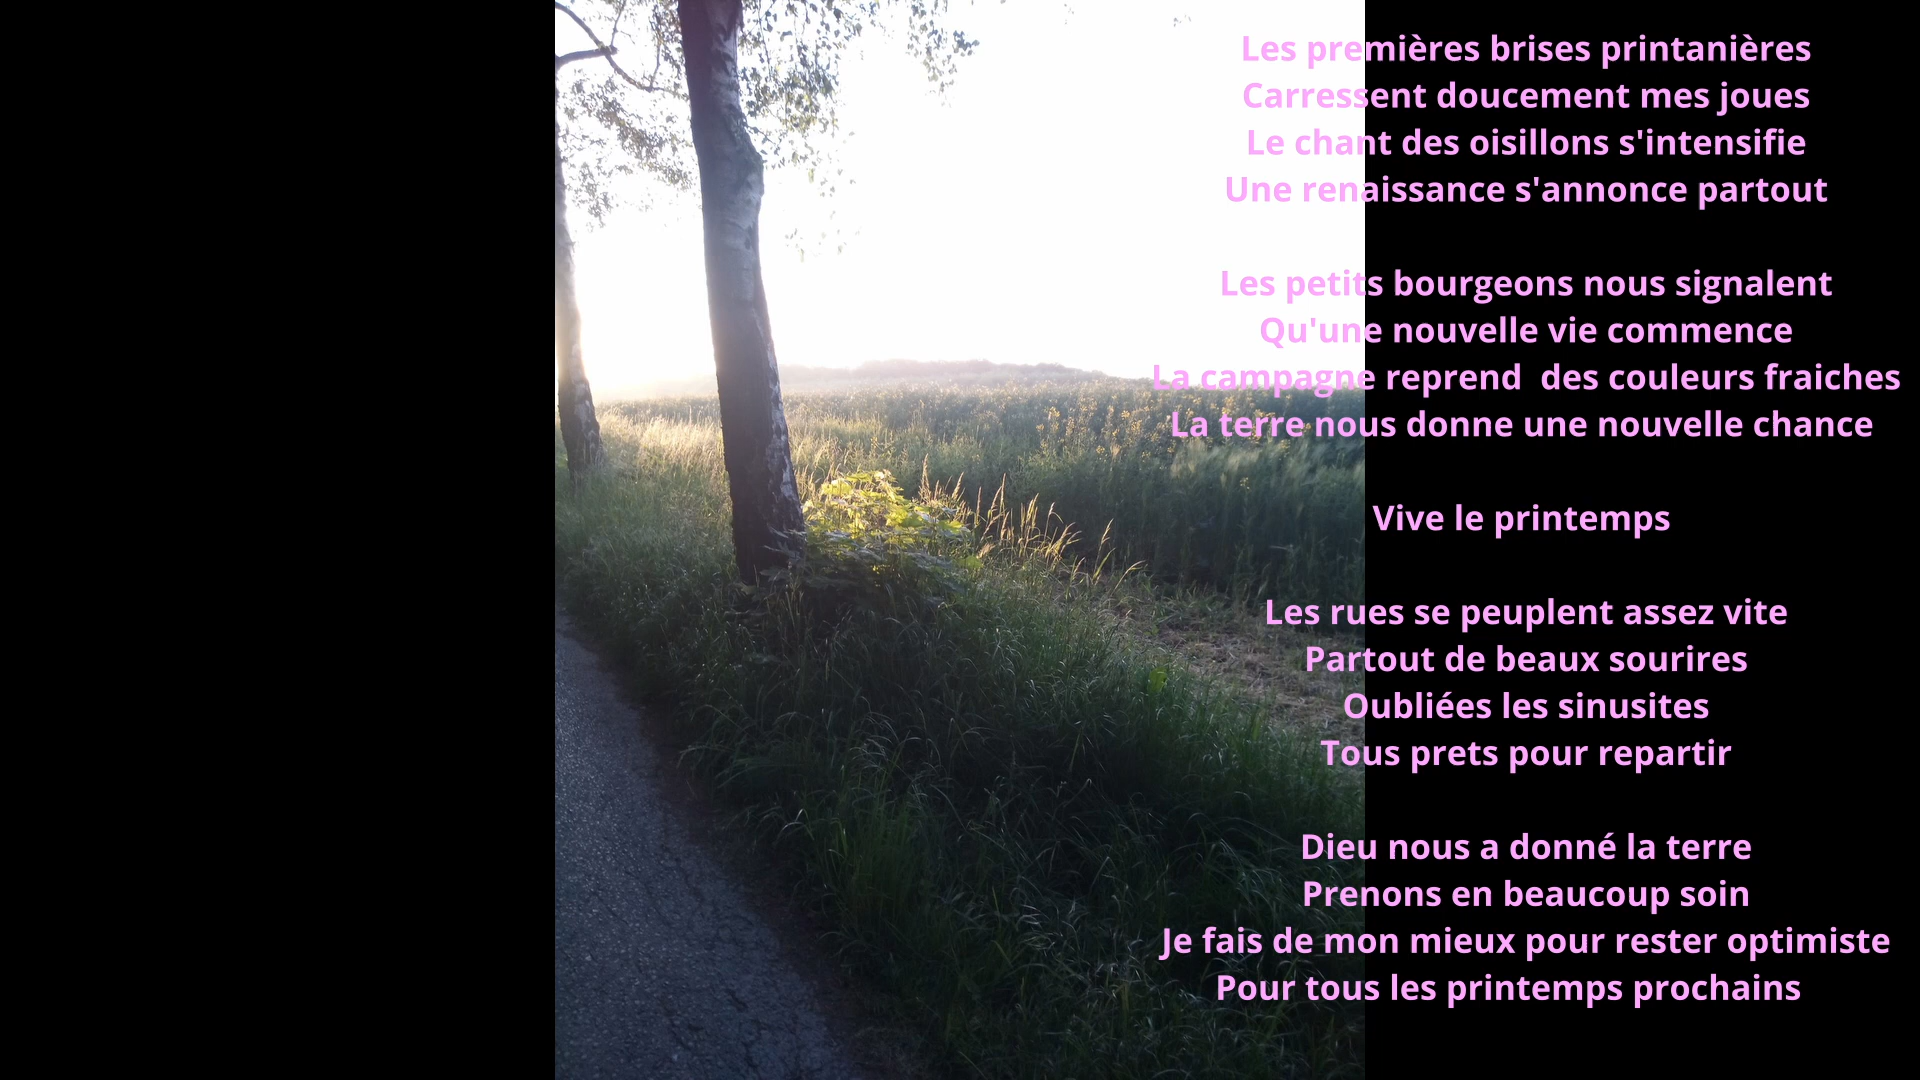 Les premières brises printanières
Carressent doucement mes joues
Le chant des oisillons s'intensifie
Une renaissance s'annonce partout
Les petits bourgeons nous signalent
Qu'une nouvelle vie commence
La campagne reprend  des couleurs fraiches
La terre nous donne une nouvelle chance
Vive le printemps
Les rues se peuplent assez vite
Partout de beaux sourires
Oubliées les sinusites
Tous prets pour repartir
Dieu nous a donné la terre
Prenons en beaucoup soin
Je fais de mon mieux pour rester optimiste
Pour tous les printemps prochains